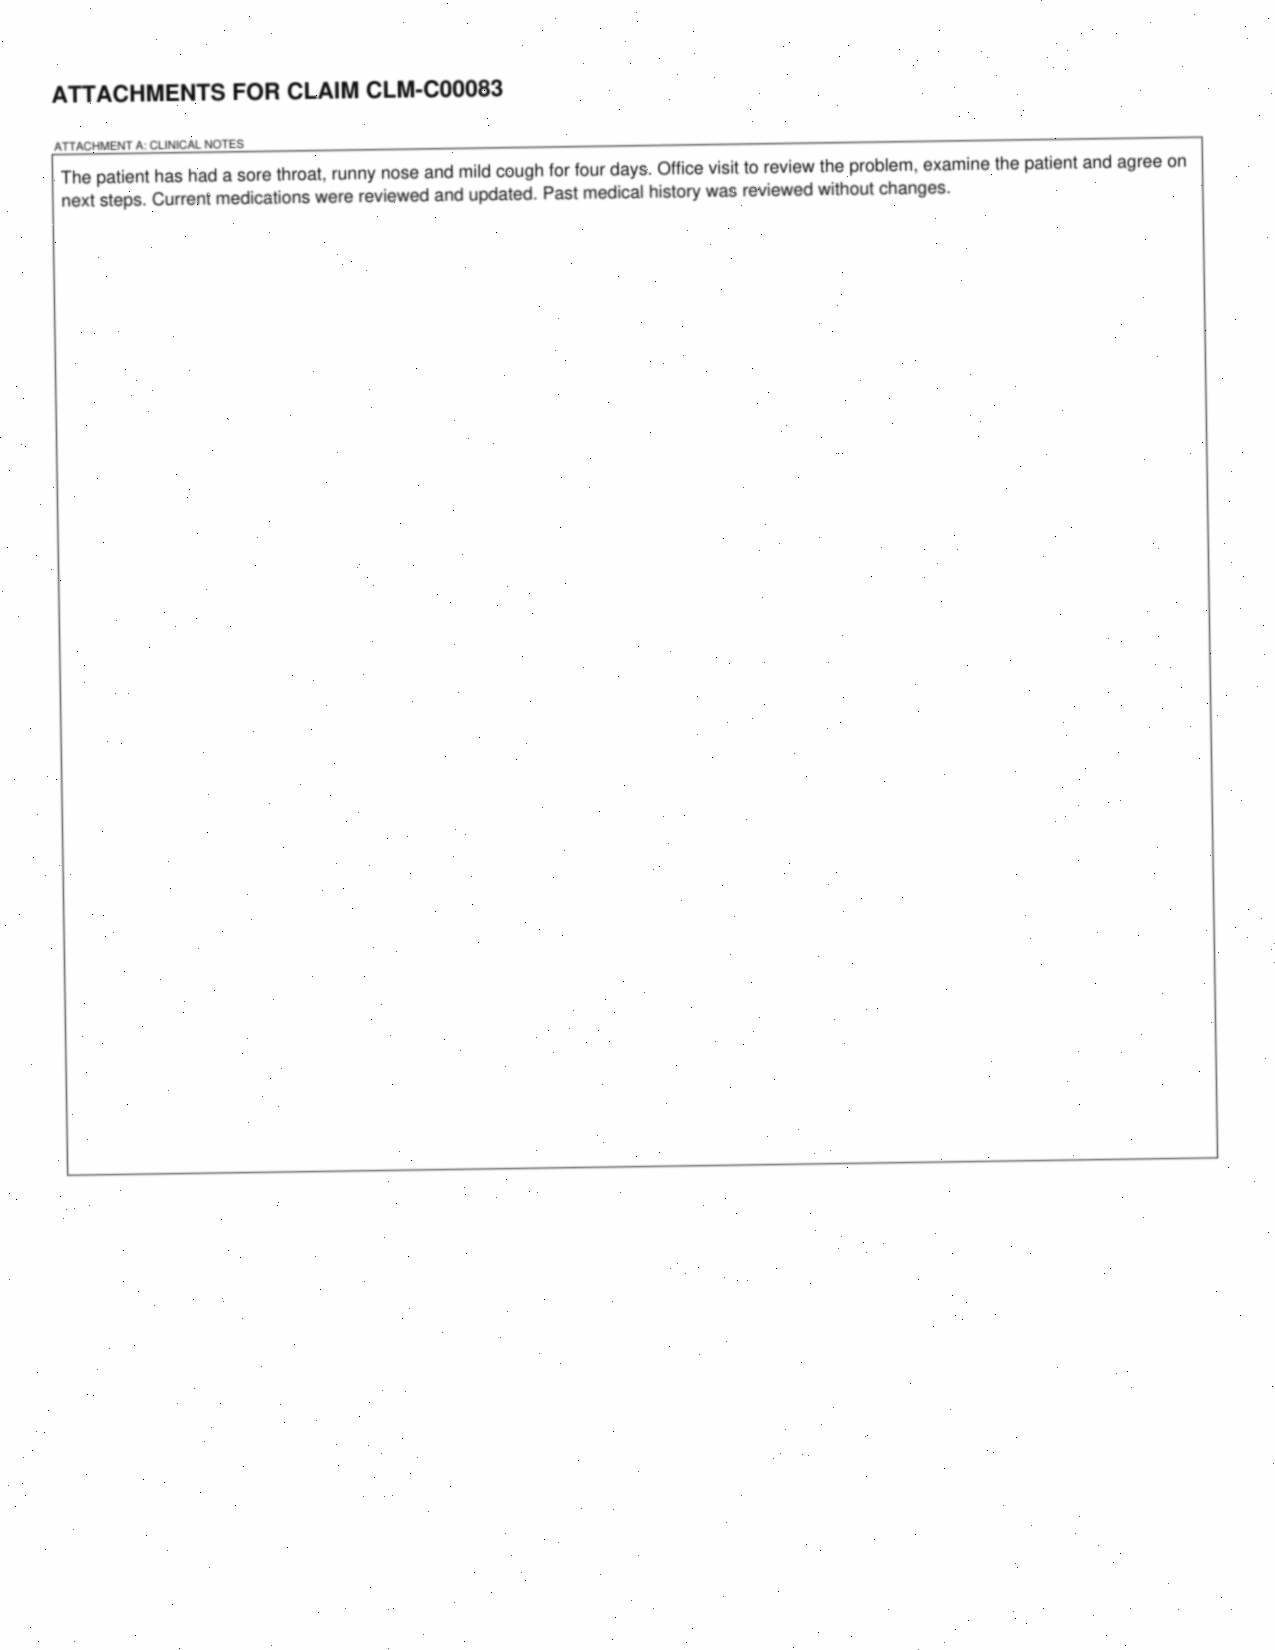 ATTACHMENTS FOR CLAIM CLM-C00083
ATTACHMENT A: CLINICAL NOTES
The patient has had a sore throat, runny nose and mild cough for four days. Office visit to review the problem, examine the patient and agree on
next steps. Current medications were reviewed and updated. Past medical history was reviewed without changes.